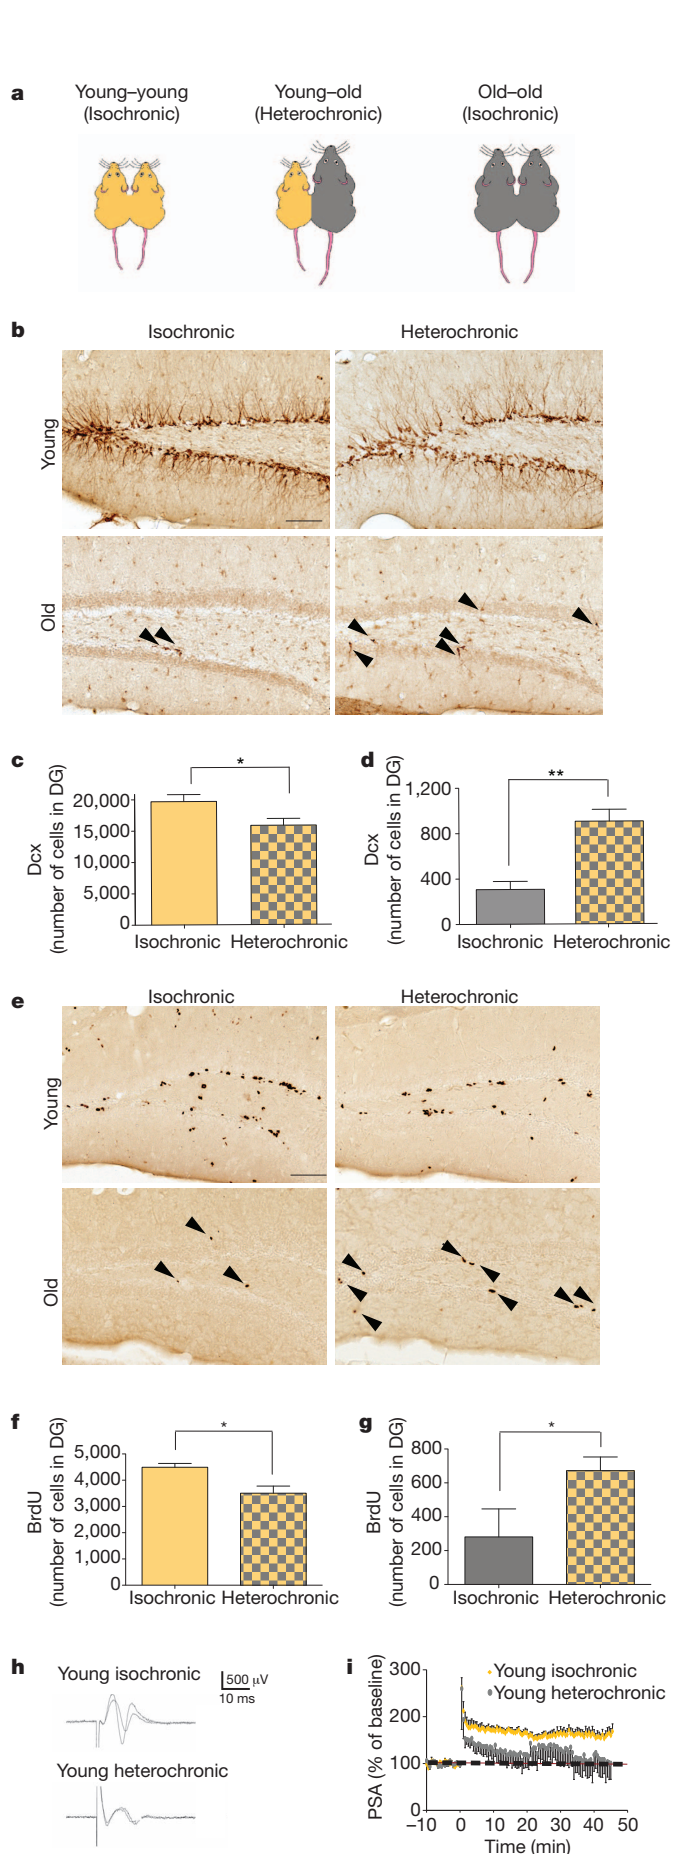 a
Young–young
(Isochronic)
Young–old
(Heterochronic)
Old–old
(Isochronic)
b
Isochronic
Heterochronic
Young
Old
c
Dcx
(number of cells in DG)
20,000
15,000
10,000
5,000
0
*
Isochronic
Heterochronic
d
Dcx
(number of cells in DG)
1,200
800
400
0
**
Isochronic
Heterochronic
e
Isochronic
Heterochronic
Young
Old
f
BrdU
(number of cells in DG)
5,000
4,000
3,000
2,000
1,000
0
*
Isochronic
Heterochronic
g
BrdU
(number of cells in DG)
800
600
400
200
0
*
Isochronic
Heterochronic
h
Young isochronic
500 µV
10 ms
Young heterochronic
i
PSA (% of baseline)
300
200
100
0
Young isochronic
Young heterochronic
–10 0 10 20 30 40 50
Time (min)